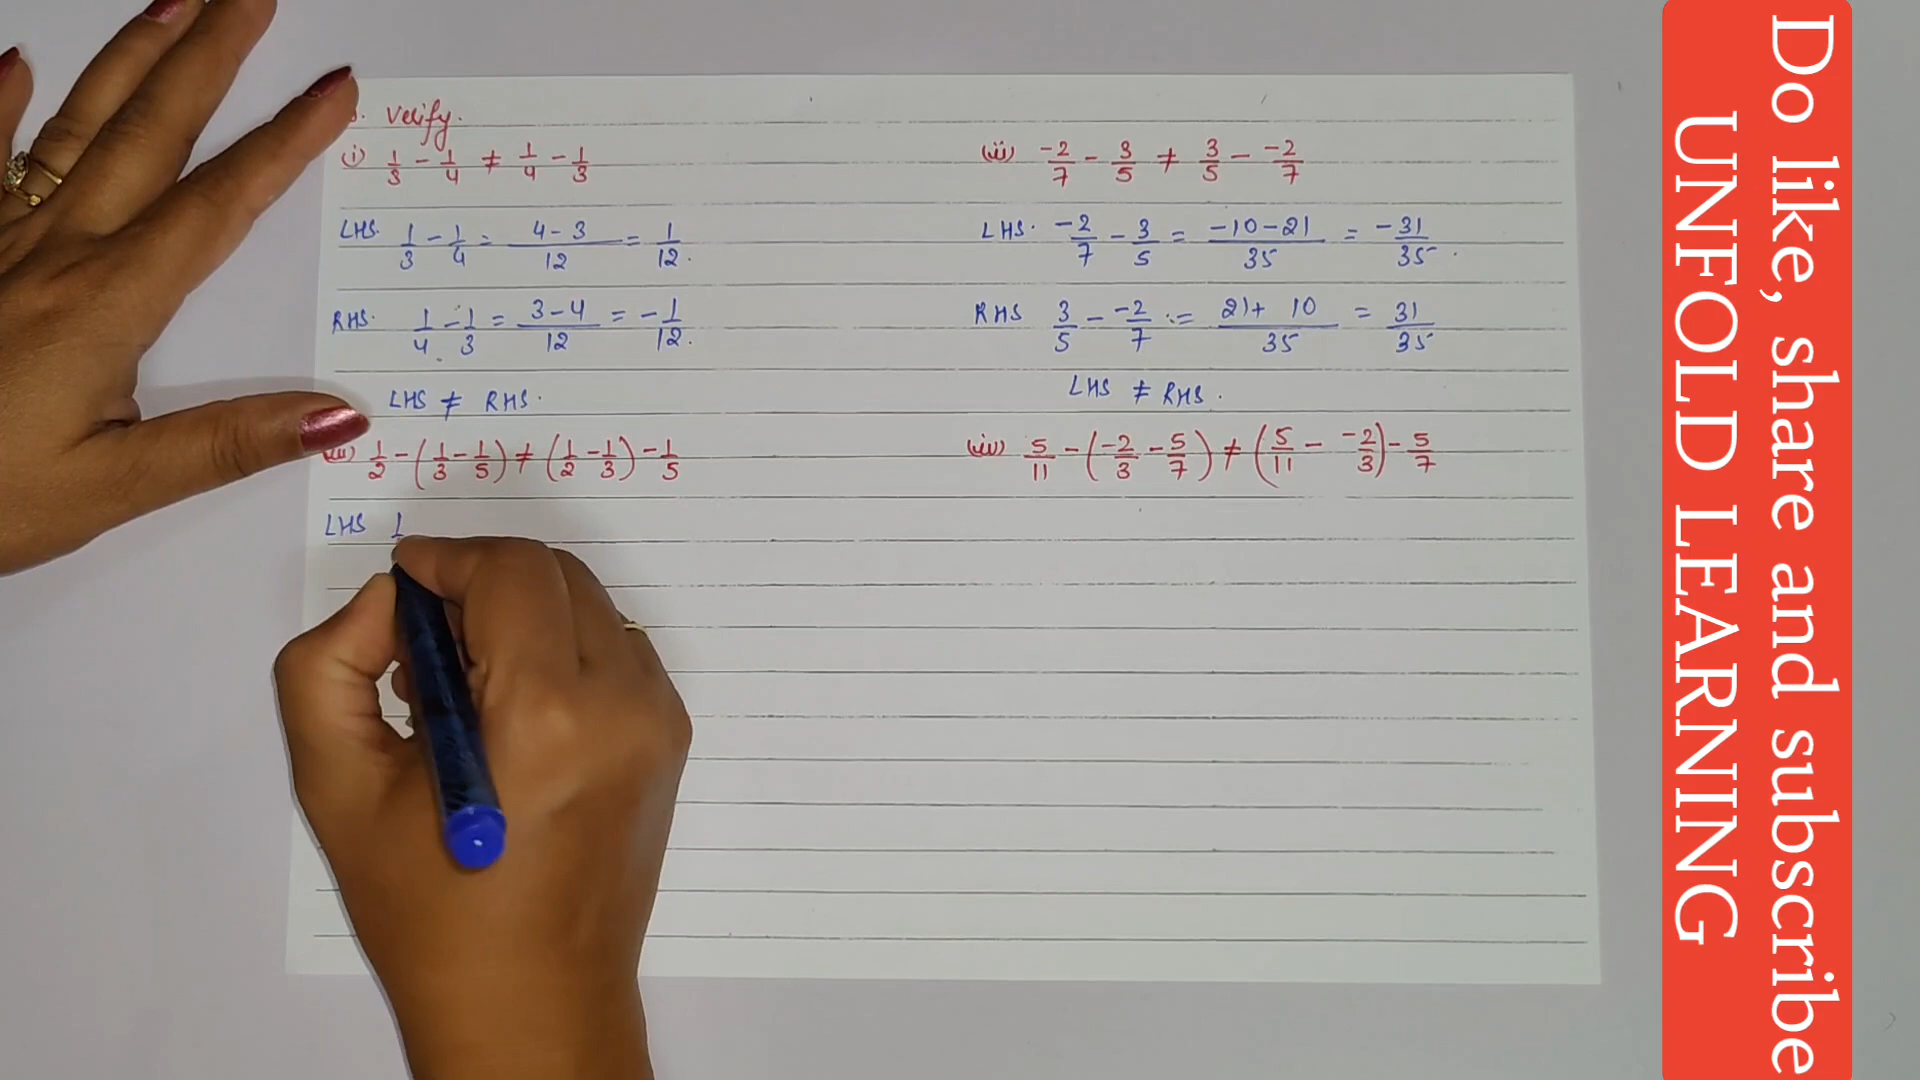 Verify.
(i) 1/3 - 1/4 ≠ 1/4 - 1/3
LHS. 1/3 - 1/4 = 4-3/12 = 1/12.
RHS. 1/4 - 1/3 = 3-4/12 = -1/12.
LHS ≠ RHS.
1/2 - (1/3 - 1/5) ≠ (1/2 - 1/3) - 1/5
LHS 1
(ii) -2/7 - 3/5 ≠ 3/5 - -2/7
LHS. -2/7 - 3/5 = -10-21/35 = -31/35.
RHS 3/5 - -2/7 = 21+10/35 = 31/35
LHS ≠ RHS.
(iv) 5/11 - (-2/3 - 5/7) ≠ (5/11 - -2/3) - 5/7
Do like, share and subscribe
UNFOLD LEARNING